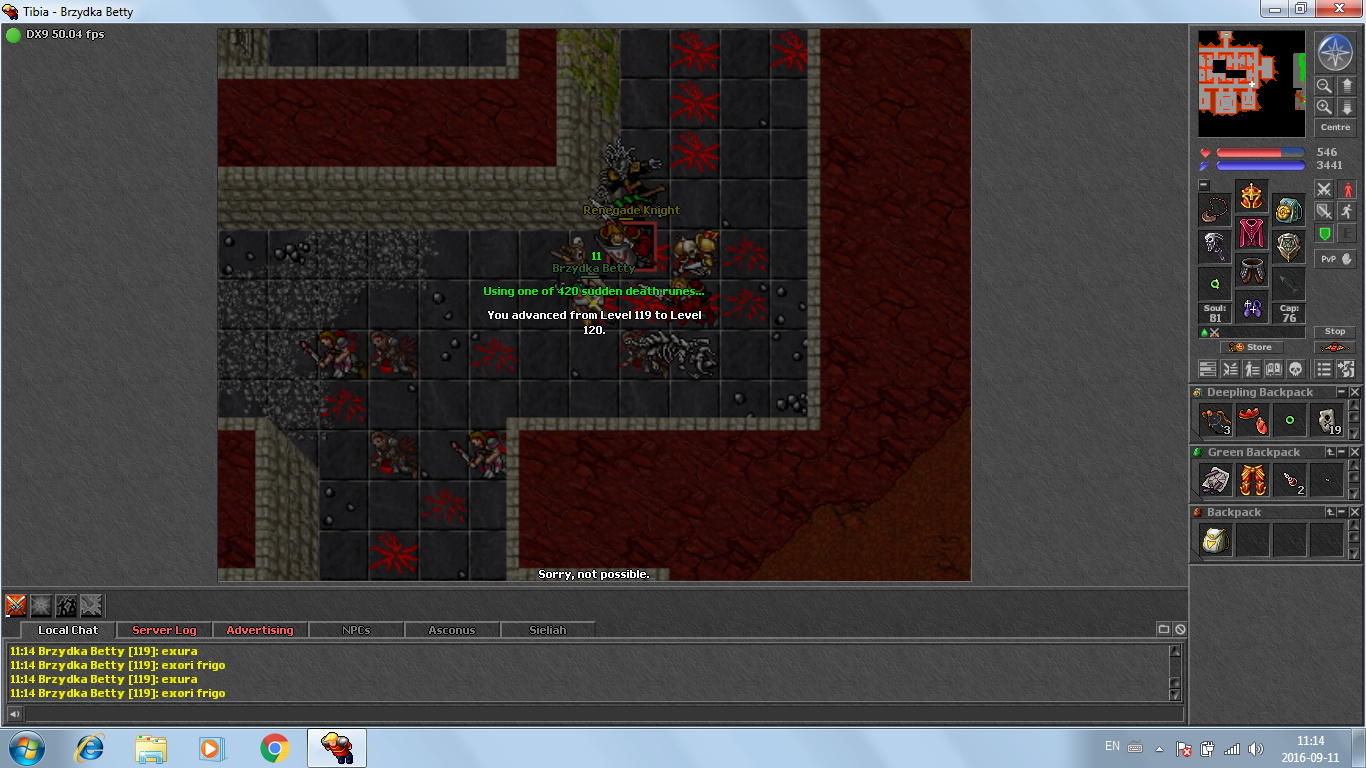 Tibia - Brzydka Betty
DX9 50.04 fps
Centre
546
3441
Renegade Knight
11
Brzydka Betty
Using one of 420 sudden death runes...
You advanced from Level 119 to Level
120.
PvP
Soul:
81
Cap:
76
Stop
Store
Deepling Backpack
3
19
Green Backpack
2
Backpack
Sorry, not possible.
Local Chat
Server Log
Advertising
NPCs
Asconus
Sieliah
11:14 Brzydka Betty [119]: exura
11:14 Brzydka Betty [119]: exori frigo
11:14 Brzydka Betty [119]: exura
11:14 Brzydka Betty [119]: exori frigo
EN
11:14
2016-09-11